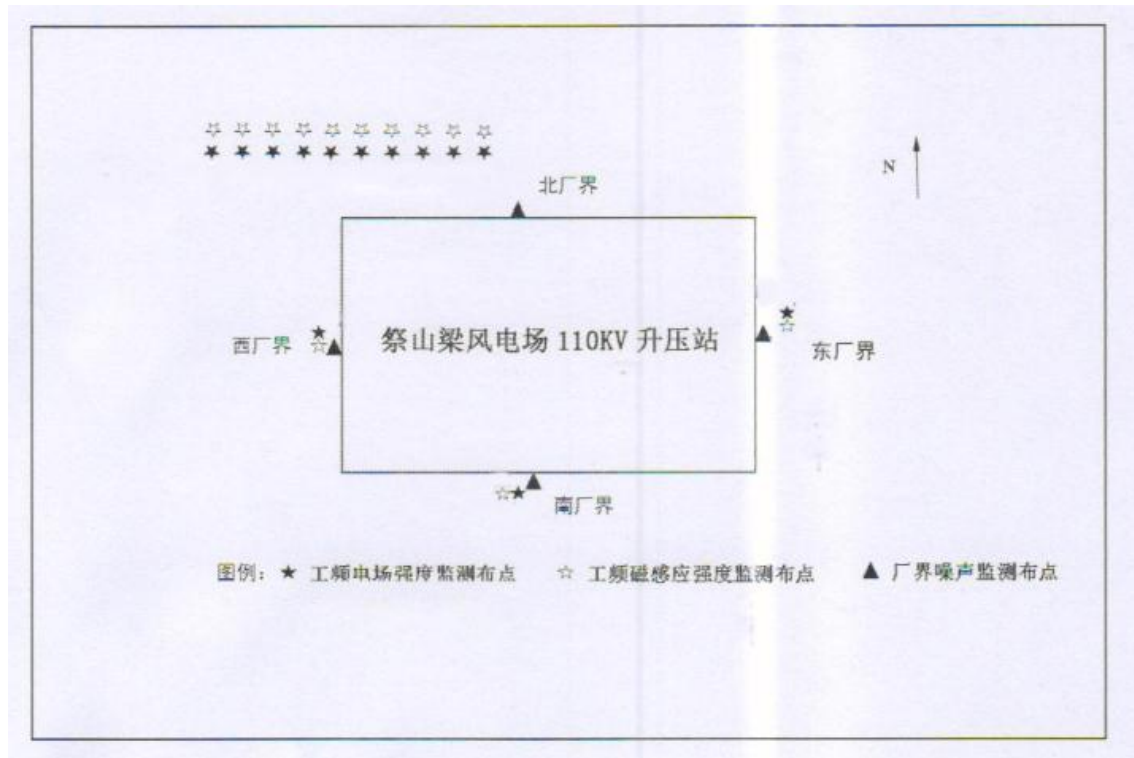 N
北厂界
祭山梁风电场 110KV 升压站
西厂界
东厂界
南厂界
图例：★ 工频电场强度监测布点 ☆ 工频磁感应强度监测布点 ▲ 厂界噪声监测布点